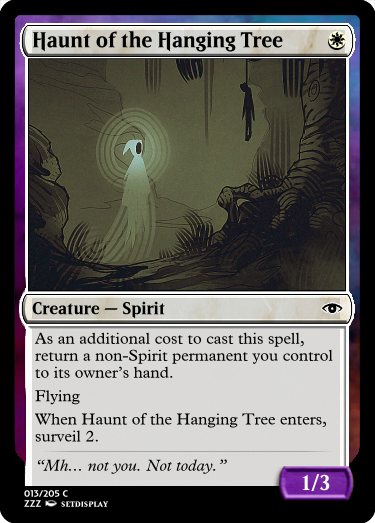 Haunt of the Hanging Tree
Creature — Spirit
As an additional cost to cast this spell,
return a non-Spirit permanent you control
to its owner's hand.
Flying
When Haunt of the Hanging Tree enters,
surveil 2.
“Mh... not you. Not today.”
1/3
013/205 C
ZZZ SETDISPLAY